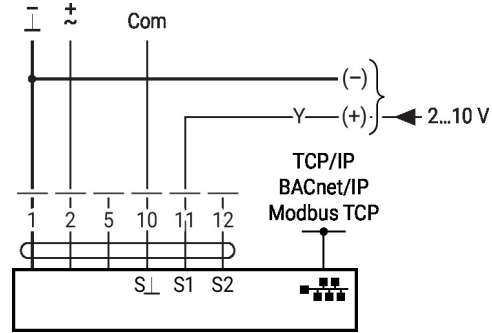 – +
⊥ ~ Com
(–)
Y (+) 2...10 V
TCP/IP
BACnet/IP
Modbus TCP
1 2 5 10 11 12
S⊥ S1 S2